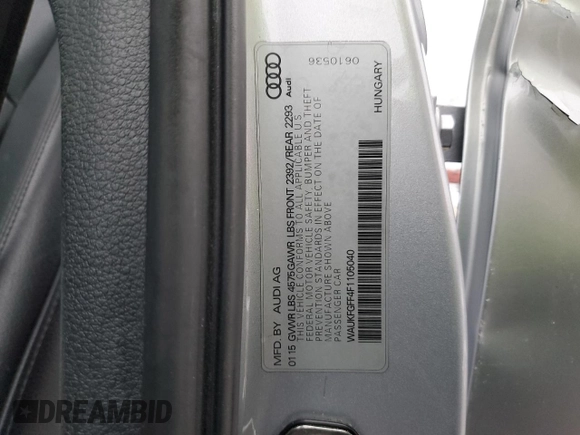 MFD. BY AUDI AG
01 15 GVWR LBS 4575 GAWR LBS FRONT 2392/REAR 2293
THIS VEHICLE CONFORMS TO ALL APPLICABLE U.S
FEDERAL MOTOR VEHICLE SAFETY, BUMPER AND THEFT
PREVENTION STANDARDS IN EFFECT ON THE DATE OF
MANUFACTURE SHOWN ABOVE
PASSENGER CAR
WAUKFGFF4F1105040
HUNGARY
Audi
0610536
DREAMBID